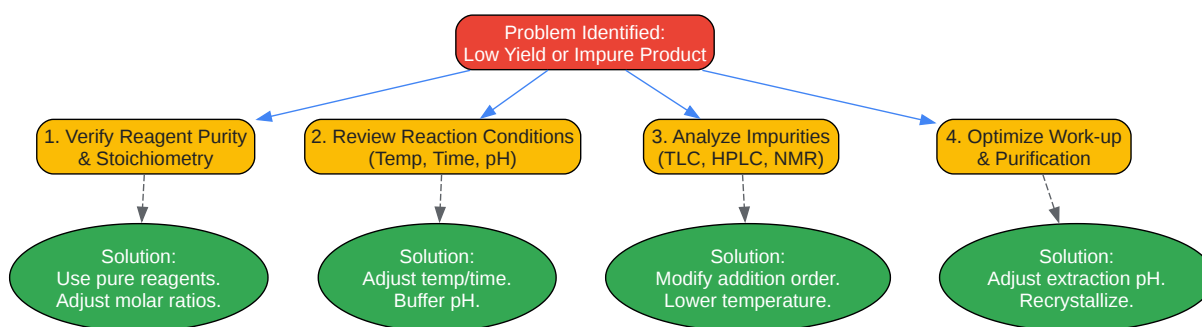 Problem Identified:
Low Yield or Impure Product
1. Verify Reagent Purity
& Stoichiometry
2. Review Reaction Conditions
(Temp, Time, pH)
3. Analyze Impurities
(TLC, HPLC, NMR)
4. Optimize Work-up
& Purification
Solution:
Use pure reagents.
Adjust molar ratios.
Solution:
Adjust temp/time.
Buffer pH.
Solution:
Modify addition order.
Lower temperature.
Solution:
Adjust extraction pH.
Recrystallize.